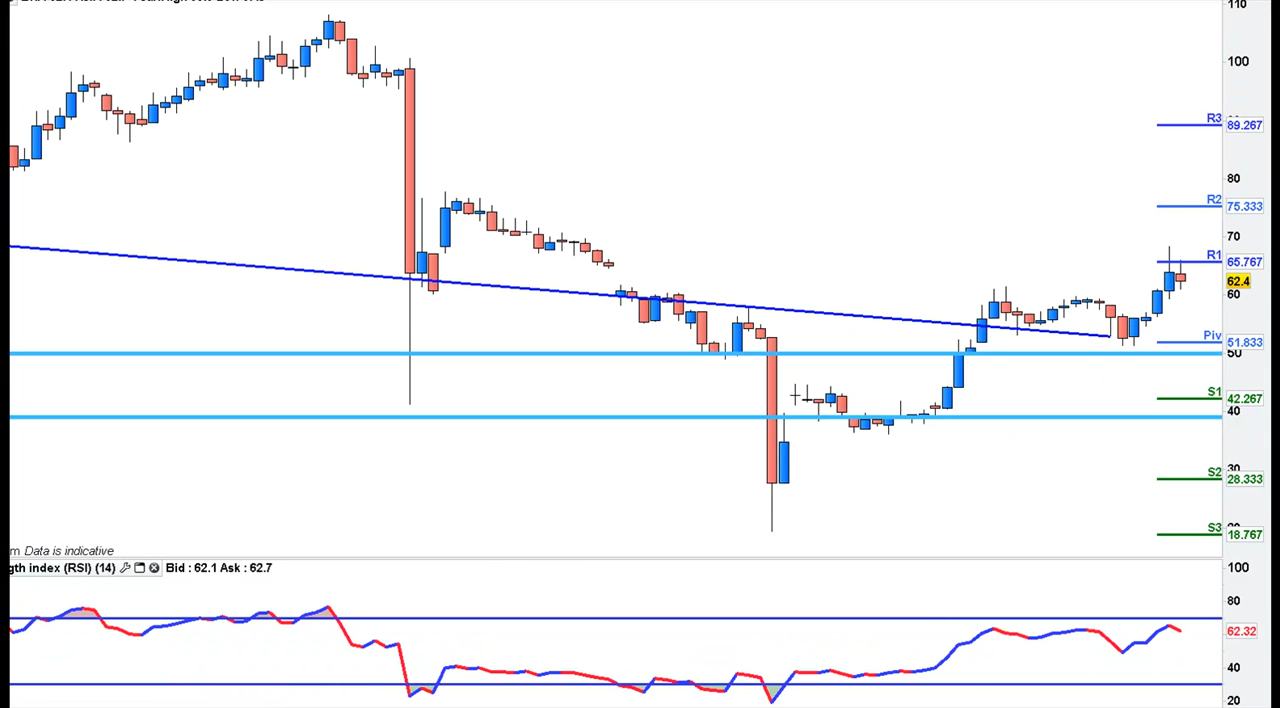 110
100
R3 89.267
80
R2 75.333
70
R1 65.767
62.4
60
Piv 51.833
50
S1 42.267
40
30
S2 28.333
S3 18.767
m Data is indicative
gth index (RSI) (14) Bid : 62.1 Ask : 62.7
100
80
62.32
40
20